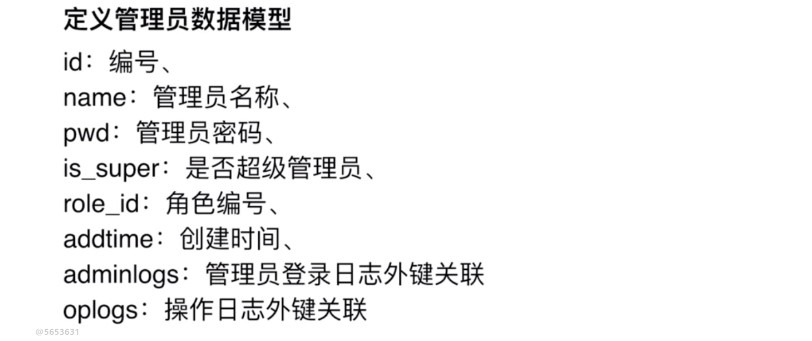 定义管理员数据模型
id：编号、
name：管理员名称、
pwd：管理员密码、
is_super：是否超级管理员、
role_id：角色编号、
addtime：创建时间、
adminlogs：管理员登录日志外键关联
oplogs：操作日志外键关联
@5653631